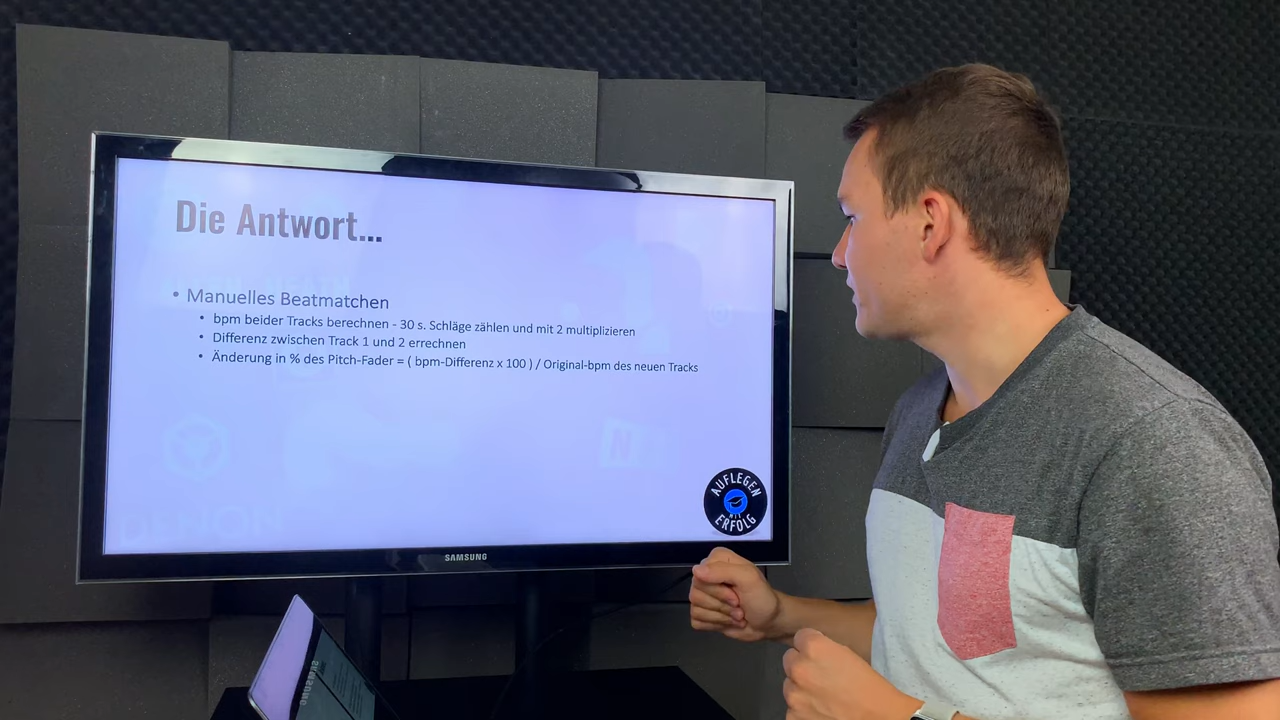 Die Antwort...
• Manuelles Beatmatchen
• bpm beider Tracks berechnen - 30 s. Schläge zählen und mit 2 multiplizieren
• Differenz zwischen Track 1 und 2 errechnen
• Änderung in % des Pitch-Fader = ( bpm-Differenz x 100 ) / Original-bpm des neuen Tracks
AUFLEGEN
MIT
ERFOLG
SAMSUNG
SAMSUNG